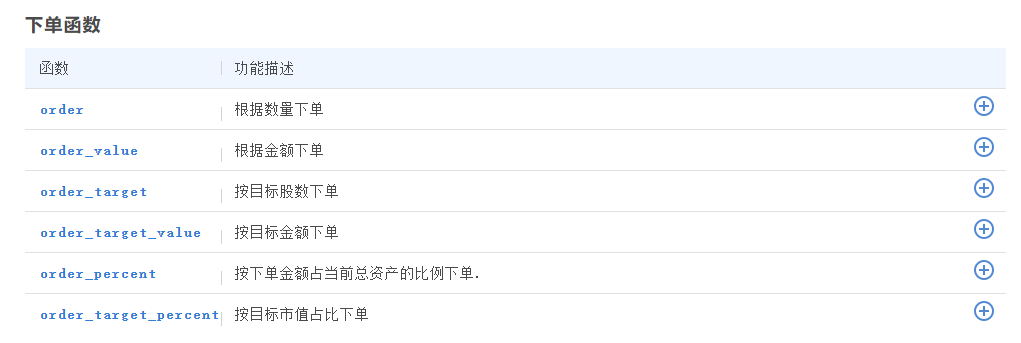 下单函数
函数 功能描述
order 根据数量下单
order_value 根据金额下单
order_target 按目标股数下单
order_target_value 按目标金额下单
order_percent 按下单金额占当前总资产的比例下单.
order_target_percent 按目标市值占比下单